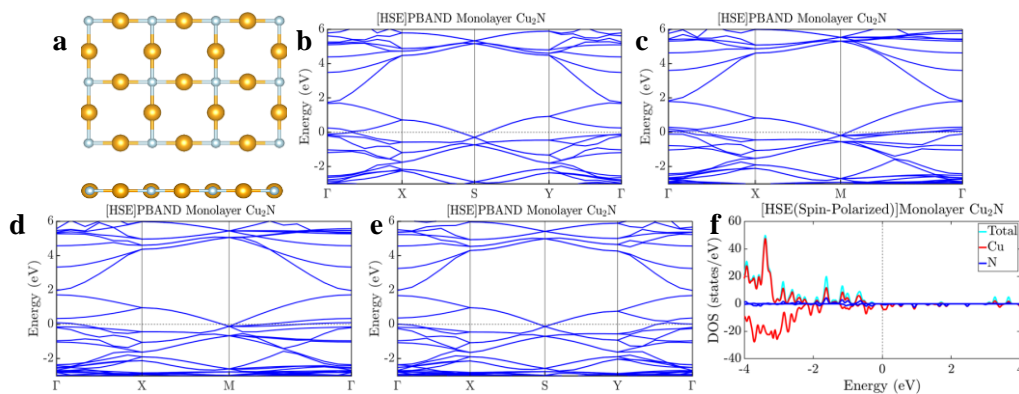 a
b
[HSE]PBAND Monolayer Cu₂N
Energy (eV)
6
4
2
0
-2
Γ X S Y Γ
c
[HSE]PBAND Monolayer Cu₂N
Energy (eV)
6
4
2
0
-2
Γ X M Γ
d
[HSE]PBAND Monolayer Cu₂N
Energy (eV)
6
4
2
0
-2
Γ X M Γ
e
[HSE]PBAND Monolayer Cu₂N
Energy (eV)
6
4
2
0
-2
Γ X S Y Γ
f
[HSE(Spin-Polarized)]Monolayer Cu₂N
DOS (states/eV)
60
40
20
0
-20
-40
Total
Cu
N
-4 -2 0 2 4
Energy (eV)